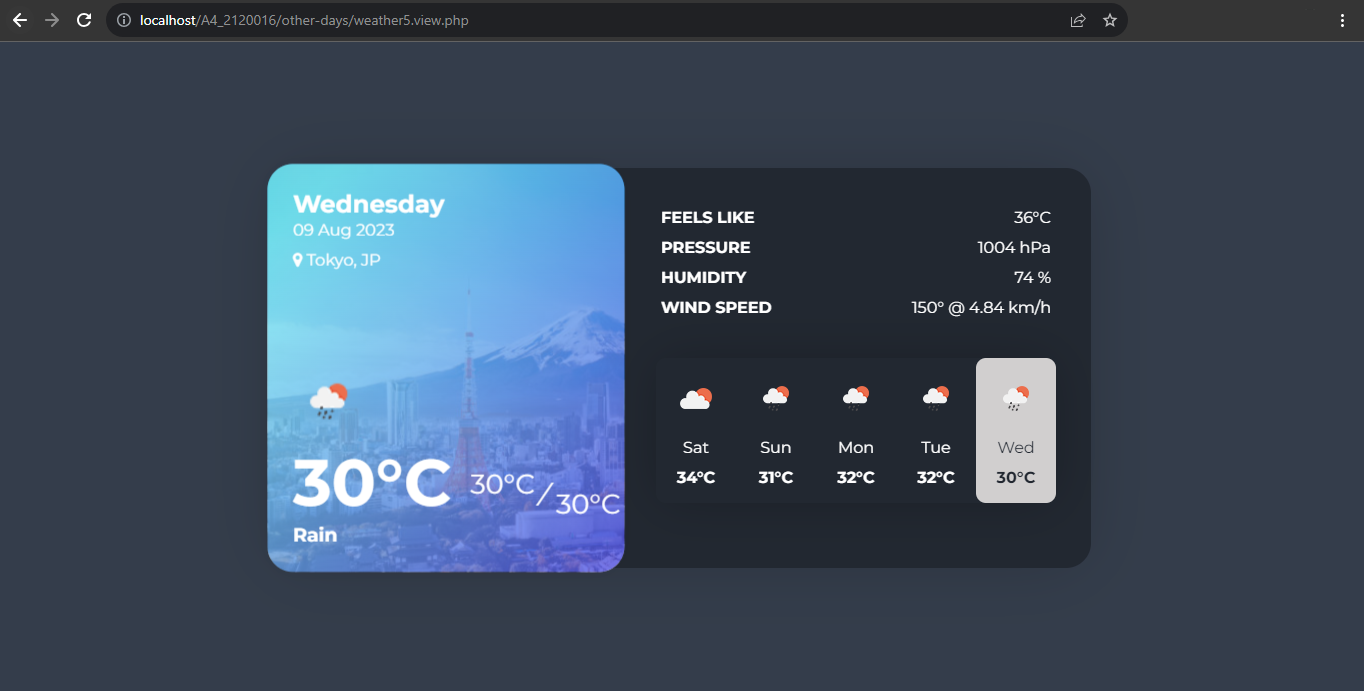 localhost/A4_2120016/other-days/weather5.view.php
Wednesday
09 Aug 2023
Tokyo, JP
30°C 30°C/30°C
Rain
FEELS LIKE 36°C
PRESSURE 1004 hPa
HUMIDITY 74 %
WIND SPEED 150° @ 4.84 km/h
Sat Sun Mon Tue Wed
34°C 31°C 32°C 32°C 30°C